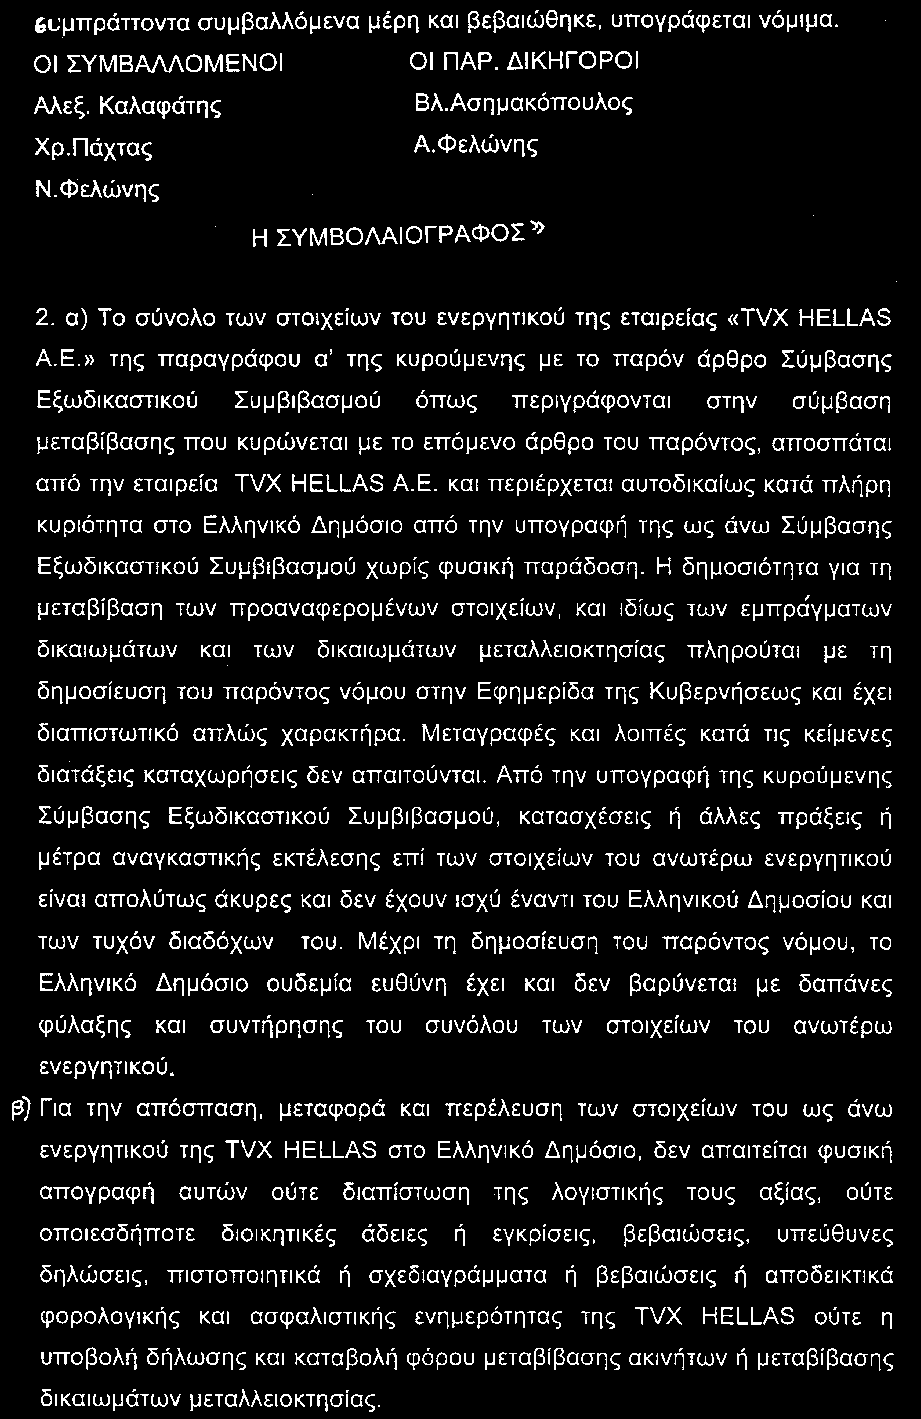 συμπράττοντα συμβαλλόμενα μέρη και βεβαιώθηκε, υπογράφεται νόμιμα.
ΟΙ ΣΥΜΒΑΛΛΟΜΕΝΟΙ ΟΙ ΠΑΡ. ΔΙΚΗΓΟΡΟΙ
Αλεξ. Καλαφάτης Βλ.Ασημακόπουλος
Χρ.Πάχτας Α.Φελώνης
Ν.Φελώνης
Η ΣΥΜΒΟΛΑΙΟΓΡΑΦΟΣ»
2. α) Το σύνολο των στοιχείων του ενεργητικού της εταιρείας «TVX HELLAS
Α.Ε.» της παραγράφου α' της κυρούμενης με το παρόν άρθρο Σύμβασης
Εξωδικαστικού Συμβιβασμού όπως περιγράφονται στην σύμβαση
μεταβίβασης που κυρώνεται με το επόμενο άρθρο του παρόντος, αποσπάται
από την εταιρεία TVX HELLAS Α.Ε. και περιέρχεται αυτοδικαίως κατά πλήρη
κυριότητα στο Ελληνικό Δημόσιο από την υπογραφή της ως άνω Σύμβασης
Εξωδικαστικού Συμβιβασμού χωρίς φυσική παράδοση. Η δημοσιότητα για τη
μεταβίβαση των προαναφερομένων στοιχείων, και ιδίως των εμπράγματων
δικαιωμάτων και των δικαιωμάτων μεταλλειοκτησίας πληρούται με τη
δημοσίευση του παρόντος νόμου στην Εφημερίδα της Κυβερνήσεως και έχει
διαπιστωτικό απλώς χαρακτήρα. Μεταγραφές και λοιπές κατά τις κείμενες
διατάξεις καταχωρήσεις δεν απαιτούνται. Από την υπογραφή της κυρούμενης
Σύμβασης Εξωδικαστικού Συμβιβασμού, κατασχέσεις ή άλλες πράξεις ή
μέτρα αναγκαστικής εκτέλεσης επί των στοιχείων του ανωτέρω ενεργητικού
είναι απολύτως άκυρες και δεν έχουν ισχύ έναντι του Ελληνικού Δημοσίου και
των τυχόν διαδόχων του. Μέχρι τη δημοσίευση του παρόντος νόμου, το
Ελληνικό Δημόσιο ουδεμία ευθύνη έχει και δεν βαρύνεται με δαπάνες
φύλαξης και συντήρησης του συνόλου των στοιχείων του ανωτέρω
ενεργητικού.
β) Για την απόσπαση, μεταφορά και περέλευση των στοιχείων του ως άνω
ενεργητικού της TVX HELLAS στο Ελληνικό Δημόσιο, δεν απαιτείται φυσική
απογραφή αυτών ούτε διαπίστωση της λογιστικής τους αξίας, ούτε
οποιεσδήποτε διοικητικές άδειες ή εγκρίσεις, βεβαιώσεις, υπεύθυνες
δηλώσεις, πιστοποιητικά ή σχεδιαγράμματα ή βεβαιώσεις ή αποδεικτικά
φορολογικής και ασφαλιστικής ενημερότητας της TVX HELLAS ούτε η
υποβολή δήλωσης και καταβολή φόρου μεταβίβασης ακινήτων ή μεταβίβασης
δικαιωμάτων μεταλλειοκτησίας.